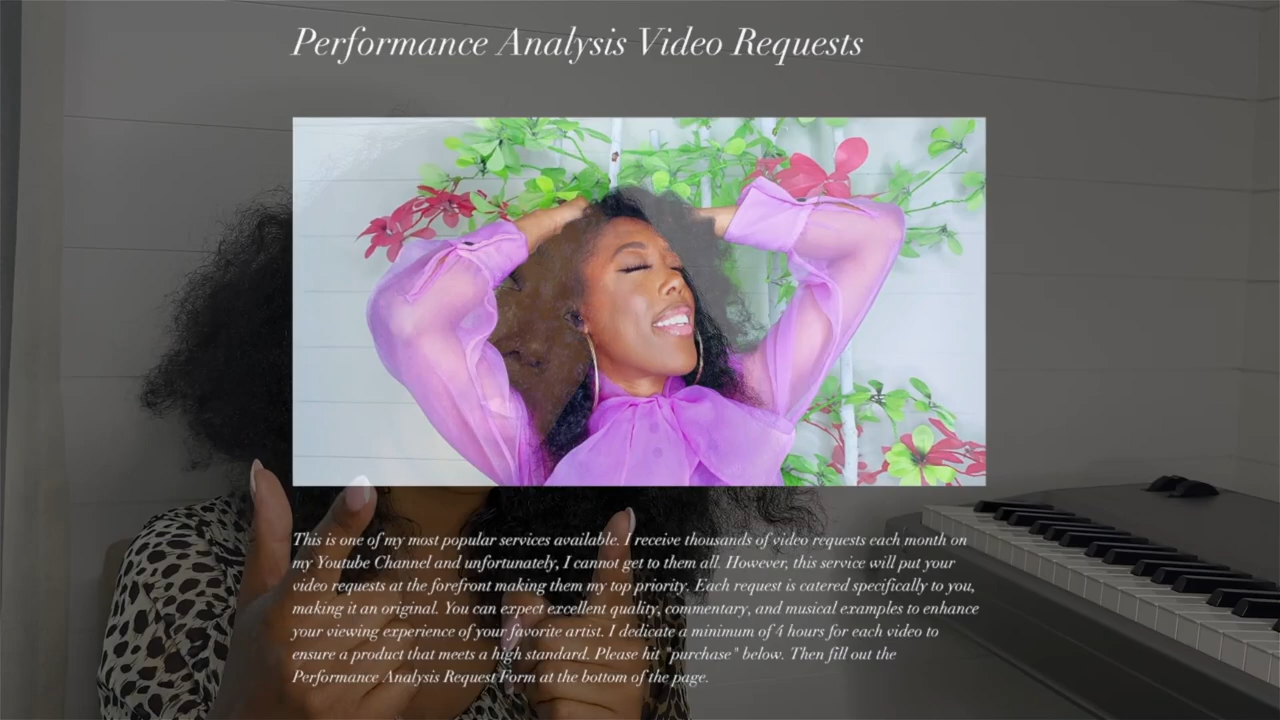 Performance Analysis Video Requests
This is one of my most popular services available. I receive thousands of video requests each month on
my Youtube Channel and unfortunately, I cannot get to them all. However, this service will put your
video requests at the forefront making them my top priority. Each request is catered specifically to you,
making it an original. You can expect excellent quality, commentary, and musical examples to enhance
your viewing experience of your favorite artist. I dedicate a minimum of 4 hours for each video to
ensure a product that meets a high standard. Please hit "purchase" below. Then fill out the
Performance Analysis Request Form at the bottom of the page.